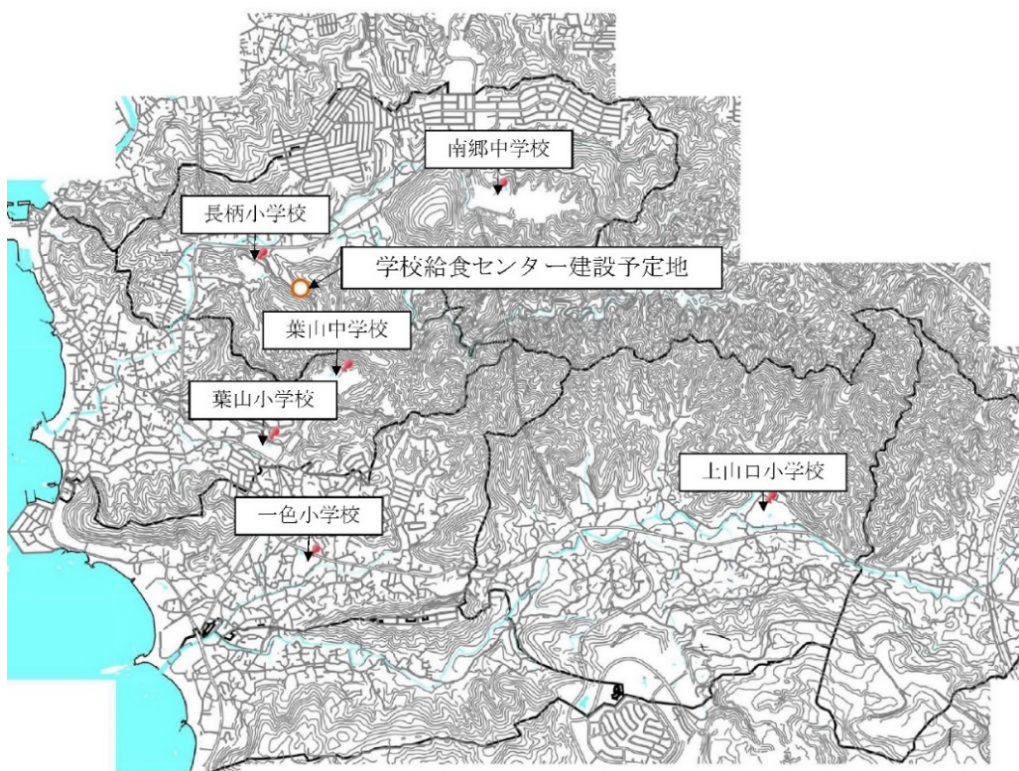 南郷中学校
長柄小学校
学校給食センター建設予定地
葉山中学校
葉山小学校
上山口小学校
一色小学校